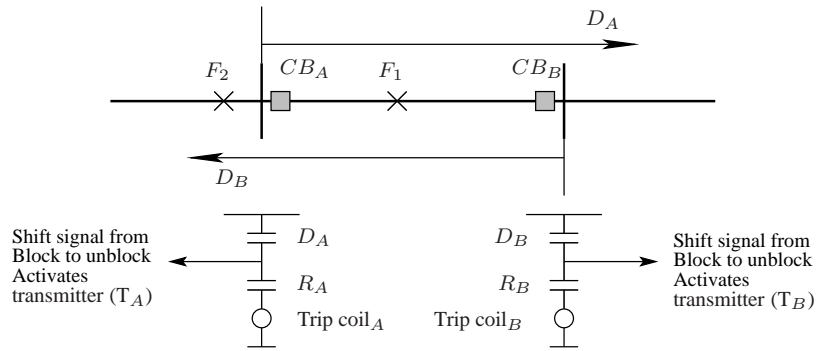 D_A
F_2
CB_A
F_1
CB_B
D_B
Shift signal from
Block to unblock
Activates
transmitter (T_A)
D_A
R_A
Trip coil_A
D_B
R_B
Trip coil_B
Shift signal from
Block to unblock
Activates
transmitter (T_B)